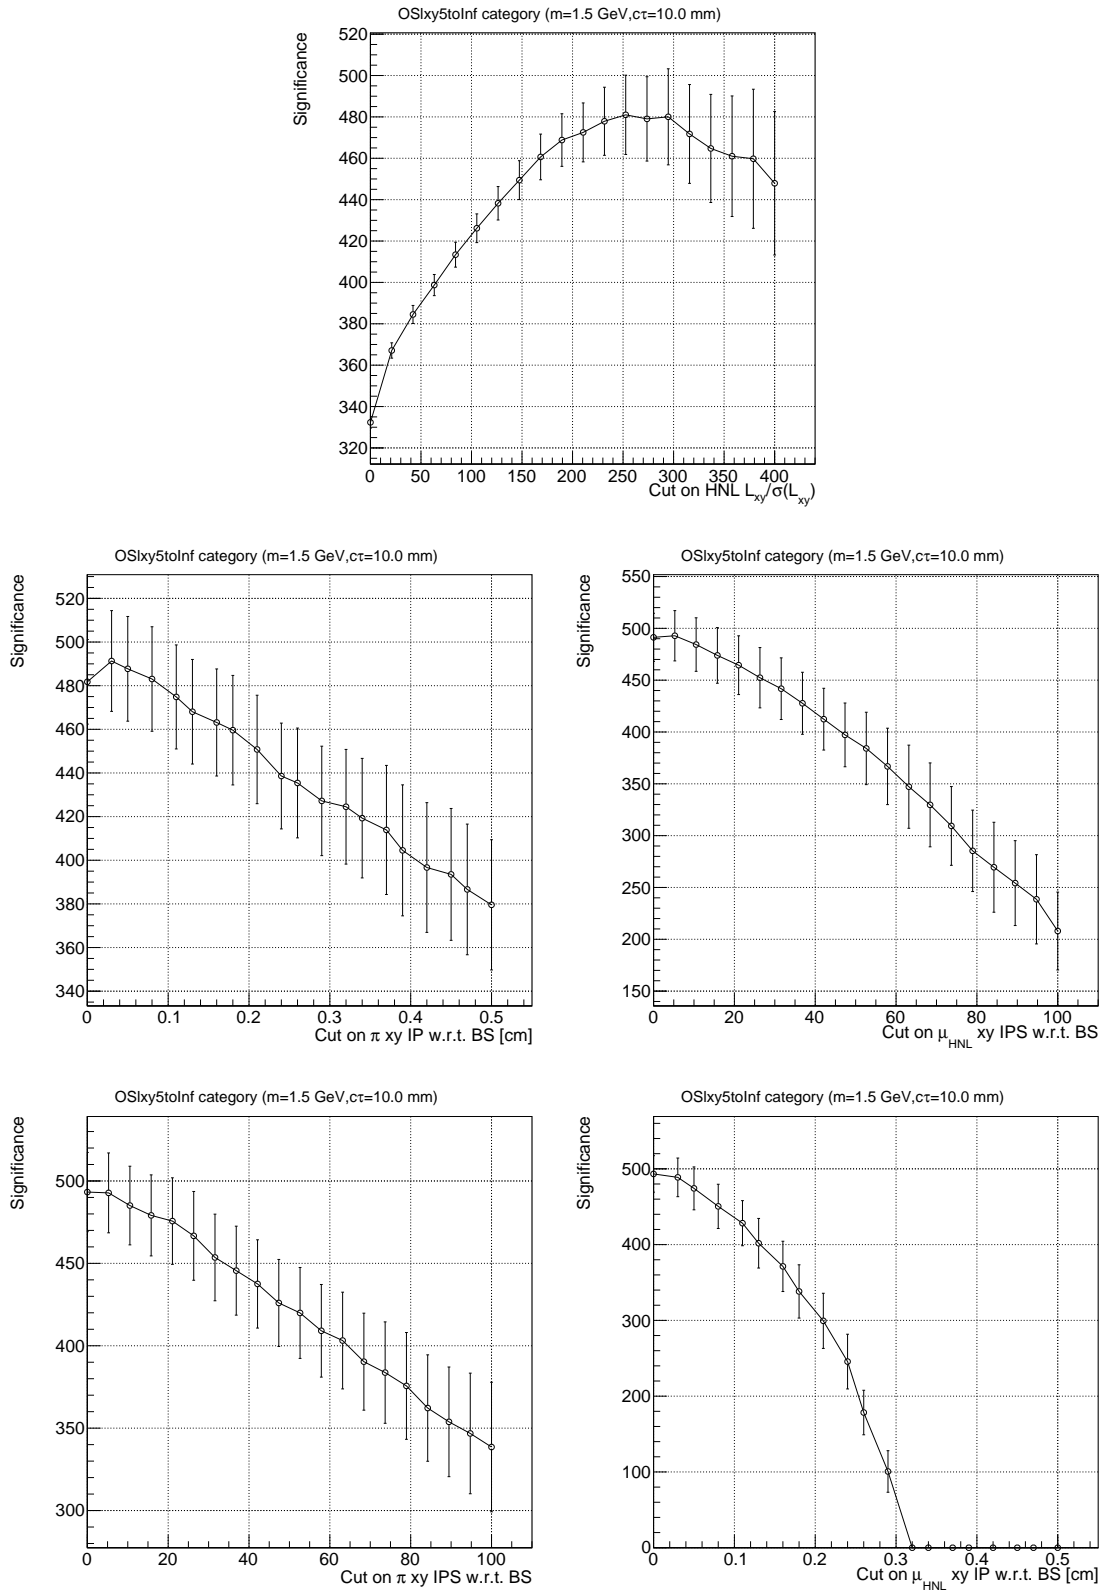 OSlxy5toInf category (m=1.5 GeV,cτ=10.0 mm)
Significance
520
500
480
460
440
420
400
380
360
340
320
0 50 100 150 200 250 300 350 400
Cut on HNL L_xy/σ(L_xy)
OSlxy5toInf category (m=1.5 GeV,cτ=10.0 mm)
Significance
520
500
480
460
440
420
400
380
360
340
0 0.1 0.2 0.3 0.4 0.5
Cut on π xy IP w.r.t. BS [cm]
OSlxy5toInf category (m=1.5 GeV,cτ=10.0 mm)
Significance
550
500
450
400
350
300
250
200
150
0 20 40 60 80 100
Cut on μ_HNL xy IPS w.r.t. BS
OSlxy5toInf category (m=1.5 GeV,cτ=10.0 mm)
Significance
500
450
400
350
300
0 20 40 60 80 100
Cut on π xy IPS w.r.t. BS
OSlxy5toInf category (m=1.5 GeV,cτ=10.0 mm)
Significance
500
400
300
200
100
0
0 0.1 0.2 0.3 0.4 0.5
Cut on μ_HNL xy IP w.r.t. BS [cm]